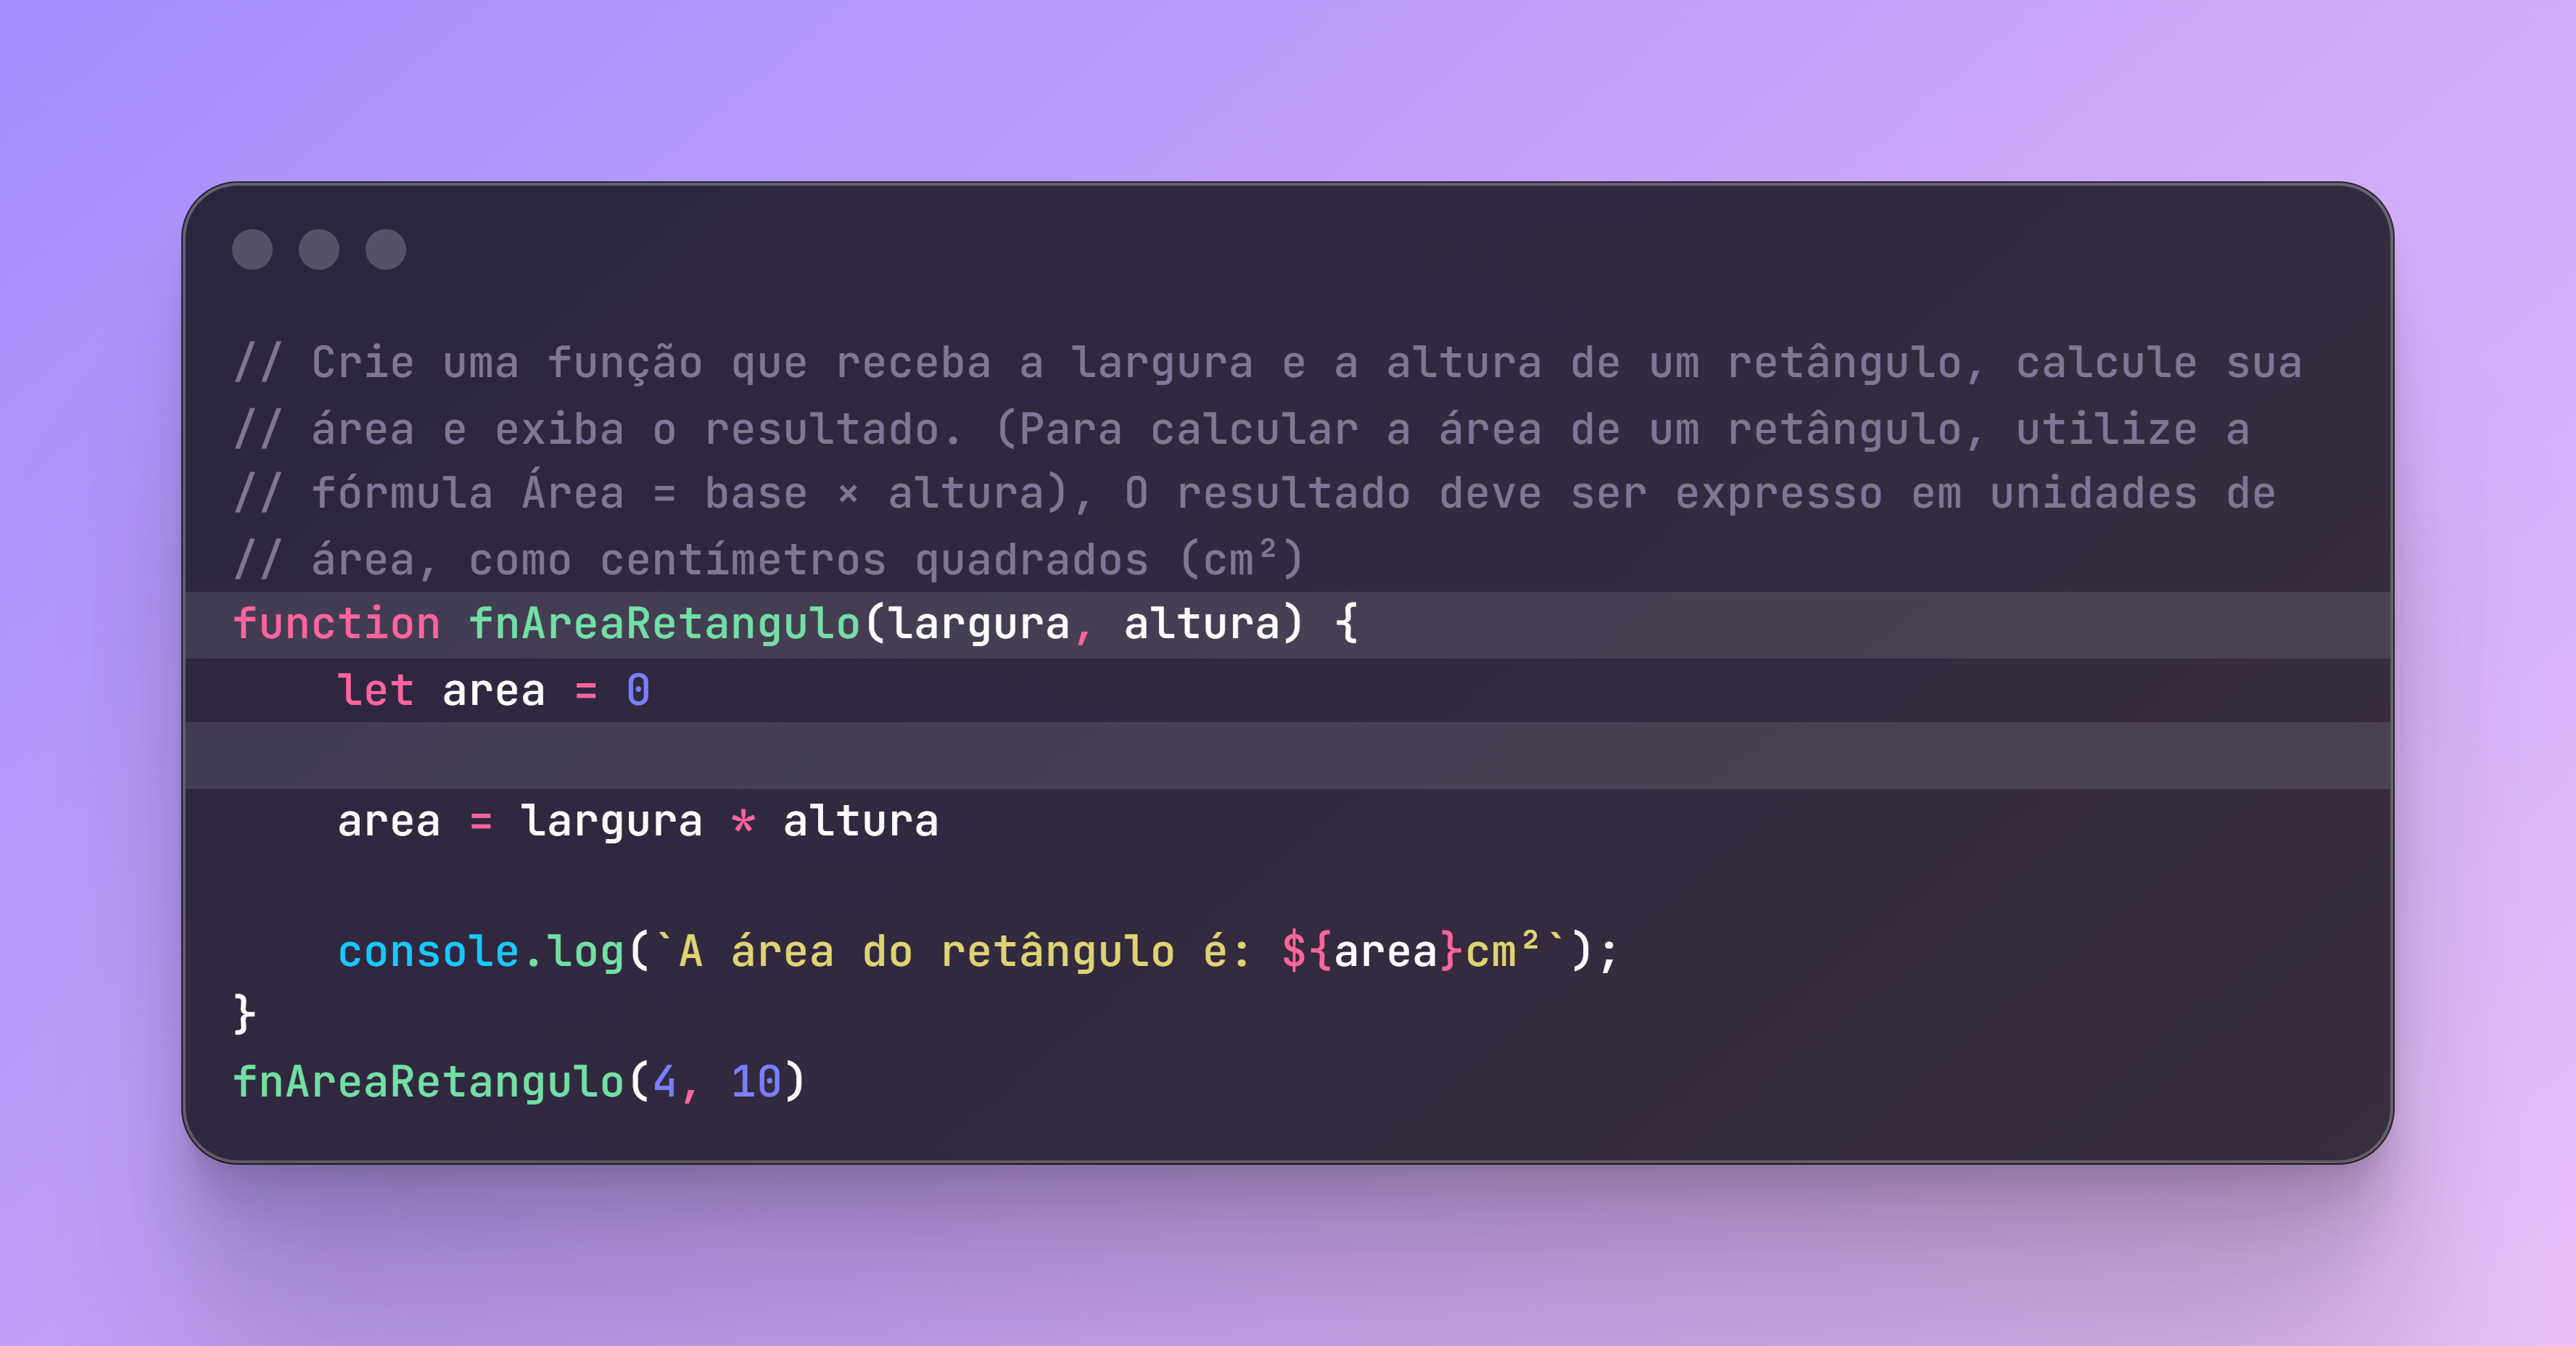 // Crie uma função que receba a largura e a altura de um retângulo, calcule sua
// área e exiba o resultado. (Para calcular a área de um retângulo, utilize a
// fórmula Área = base × altura), O resultado deve ser expresso em unidades de
// área, como centímetros quadrados (cm²)
function fnAreaRetangulo(largura, altura) {
    let area = 0
    area = largura * altura
    console.log(`A área do retângulo é: ${area}cm²`);
}
fnAreaRetangulo(4, 10)